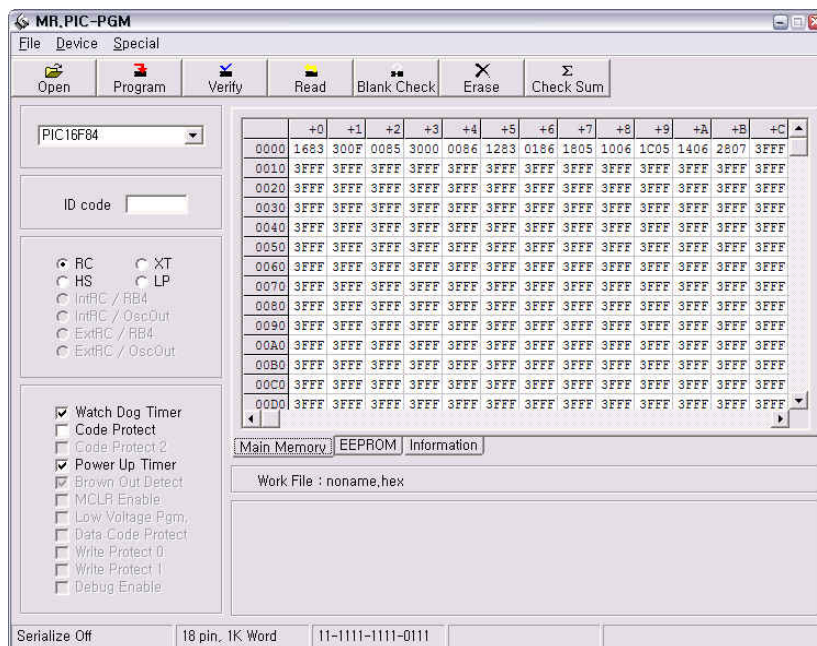 MR.PIC-PGM
File Device Special
Open Program Verify Read Blank Check Erase Σ Check Sum
PIC16F84
ID code
RC XT
HS LP
IntRC / RB4
IntRC / OscOut
ExtRC / RB4
ExtRC / OscOut
Watch Dog Timer
Code Protect
Code Protect 2
Power Up Timer
Brown Out Detect
MCLR Enable
Low Voltage Pgm,
Data Code Protect
Write Protect 0
Write Protect 1
Debug Enable
+0 +1 +2 +3 +4 +5 +6 +7 +8 +9 +A +B +C
0000 1683 300F 0085 3000 0086 1283 0186 1805 1006 1C05 1406 2807 3FFF
0010 3FFF 3FFF 3FFF 3FFF 3FFF 3FFF 3FFF 3FFF 3FFF 3FFF 3FFF 3FFF 3FFF
0020 3FFF 3FFF 3FFF 3FFF 3FFF 3FFF 3FFF 3FFF 3FFF 3FFF 3FFF 3FFF 3FFF
0030 3FFF 3FFF 3FFF 3FFF 3FFF 3FFF 3FFF 3FFF 3FFF 3FFF 3FFF 3FFF 3FFF
0040 3FFF 3FFF 3FFF 3FFF 3FFF 3FFF 3FFF 3FFF 3FFF 3FFF 3FFF 3FFF 3FFF
0050 3FFF 3FFF 3FFF 3FFF 3FFF 3FFF 3FFF 3FFF 3FFF 3FFF 3FFF 3FFF 3FFF
0060 3FFF 3FFF 3FFF 3FFF 3FFF 3FFF 3FFF 3FFF 3FFF 3FFF 3FFF 3FFF 3FFF
0070 3FFF 3FFF 3FFF 3FFF 3FFF 3FFF 3FFF 3FFF 3FFF 3FFF 3FFF 3FFF 3FFF
0080 3FFF 3FFF 3FFF 3FFF 3FFF 3FFF 3FFF 3FFF 3FFF 3FFF 3FFF 3FFF 3FFF
0090 3FFF 3FFF 3FFF 3FFF 3FFF 3FFF 3FFF 3FFF 3FFF 3FFF 3FFF 3FFF 3FFF
00A0 3FFF 3FFF 3FFF 3FFF 3FFF 3FFF 3FFF 3FFF 3FFF 3FFF 3FFF 3FFF 3FFF
00B0 3FFF 3FFF 3FFF 3FFF 3FFF 3FFF 3FFF 3FFF 3FFF 3FFF 3FFF 3FFF 3FFF
00C0 3FFF 3FFF 3FFF 3FFF 3FFF 3FFF 3FFF 3FFF 3FFF 3FFF 3FFF 3FFF 3FFF
00D0 3FFF 3FFF 3FFF 3FFF 3FFF 3FFF 3FFF 3FFF 3FFF 3FFF 3FFF 3FFF 3FFF
Main Memory EEPROM Information
Work File : noname,hex
Serialize Off 18 pin, 1K Word 11-1111-1111-0111